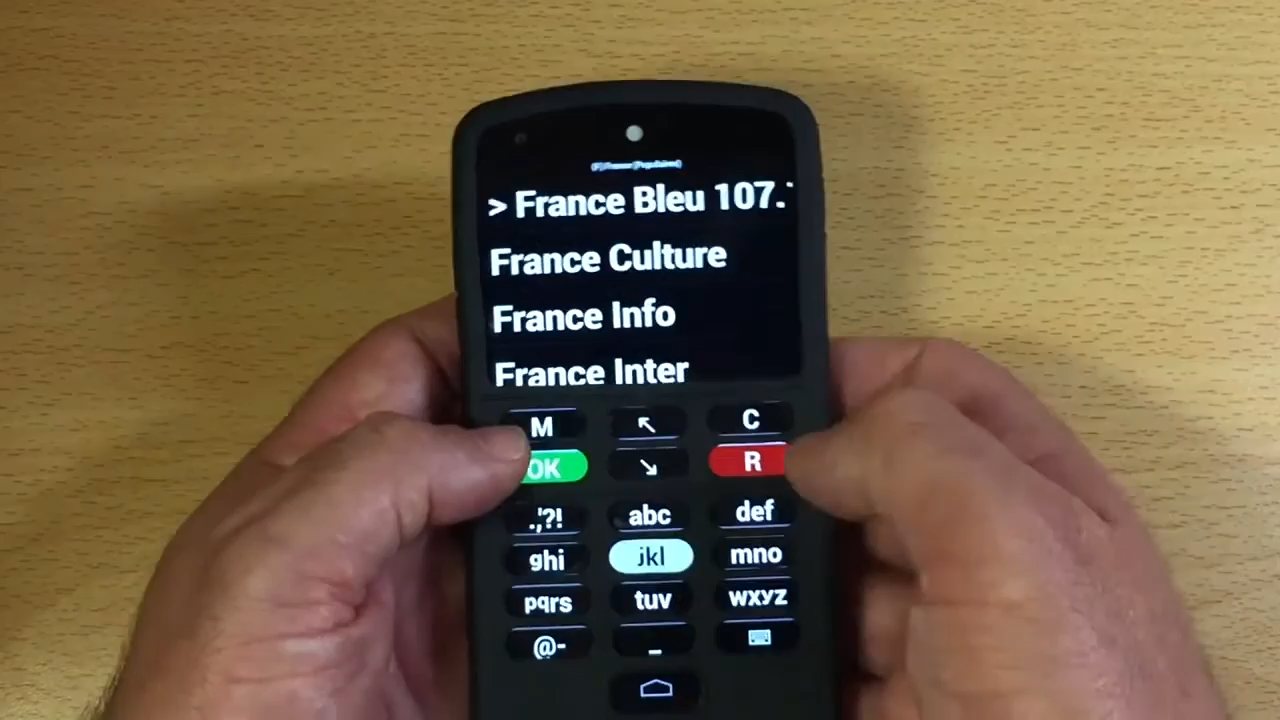 > France Bleu 107.
France Culture
France Info
France Inter
M ↖ C
OK ↘ R
.,'?! abc def
ghi jkl mno
pqrs tuv wxyz
@- _